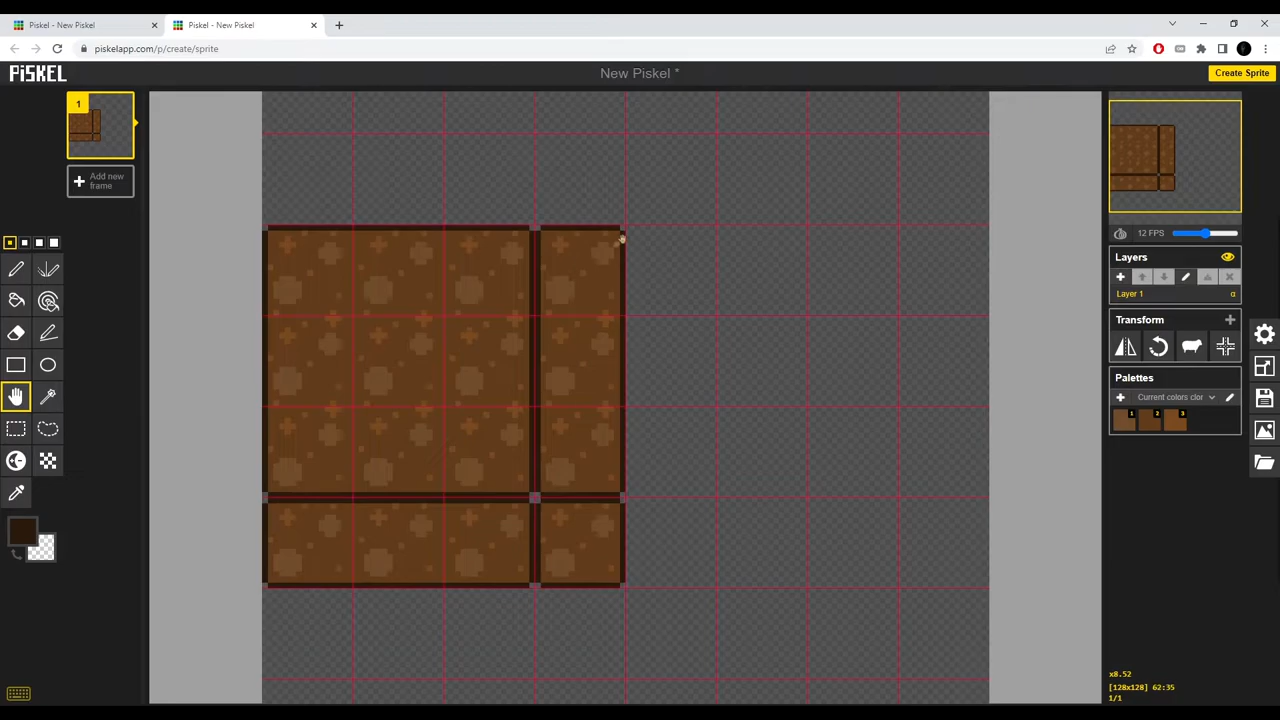 Piskel - New Piskel
Piskel - New Piskel
piskelapp.com/p/create/sprite
PiSKEL
New Piskel *
Create Sprite
1
Add new
frame
12 FPS
Layers
Layer 1
α
Transform
Palettes
Current colors clor
1
2
3
x8.52
[128x128] 62:35
1/1